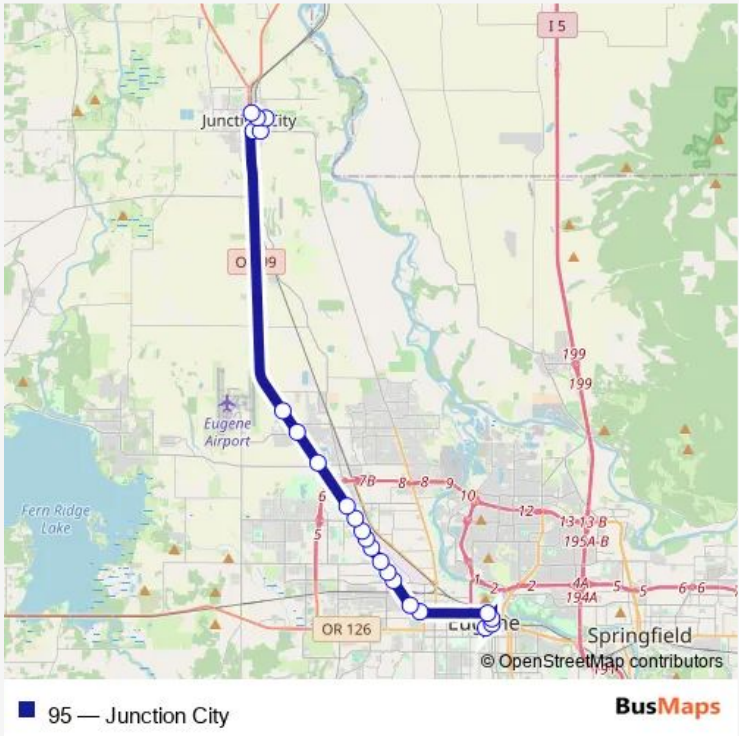 I 5
Junction City
OR 99
199
199
Eugene
Airport
7B
8
8
9
10
6
5
12
13
13-B
195A-B
Fern Ridge
Lake
1
2
2
4A
5
5
6
6
194A
OR 126
Eugene
Springfield
191
© OpenStreetMap contributors
95 — Junction City
BusMaps